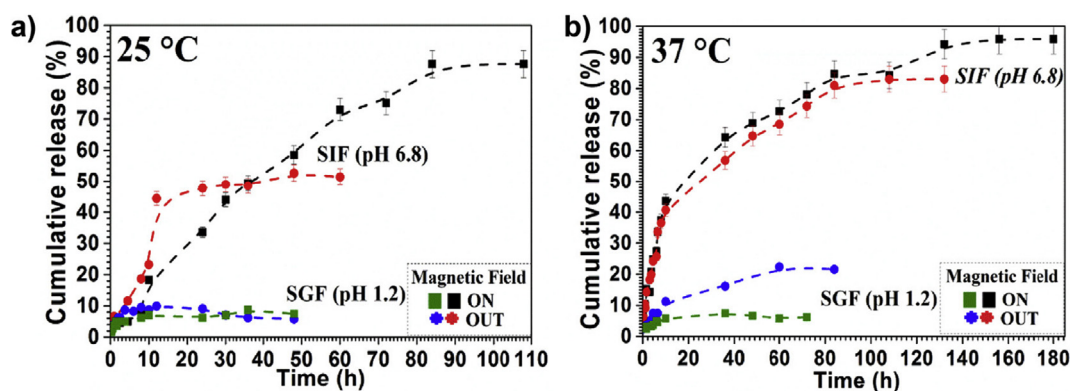 a)
25 °C
Cumulative release (%)
100
90
80
70
60
50
40
30
20
10
0
SIF (pH 6.8)
SGF (pH 1.2)
Magnetic Field
ON
OUT
0 10 20 30 40 50 60 70 80 90 100 110
Time (h)
b)
37 °C
Cumulative release (%)
100
90
80
70
60
50
40
30
20
10
0
SIF (pH 6.8)
SGF (pH 1.2)
Magnetic Field
ON
OUT
0 20 40 60 80 100 120 140 160 180
Time (h)